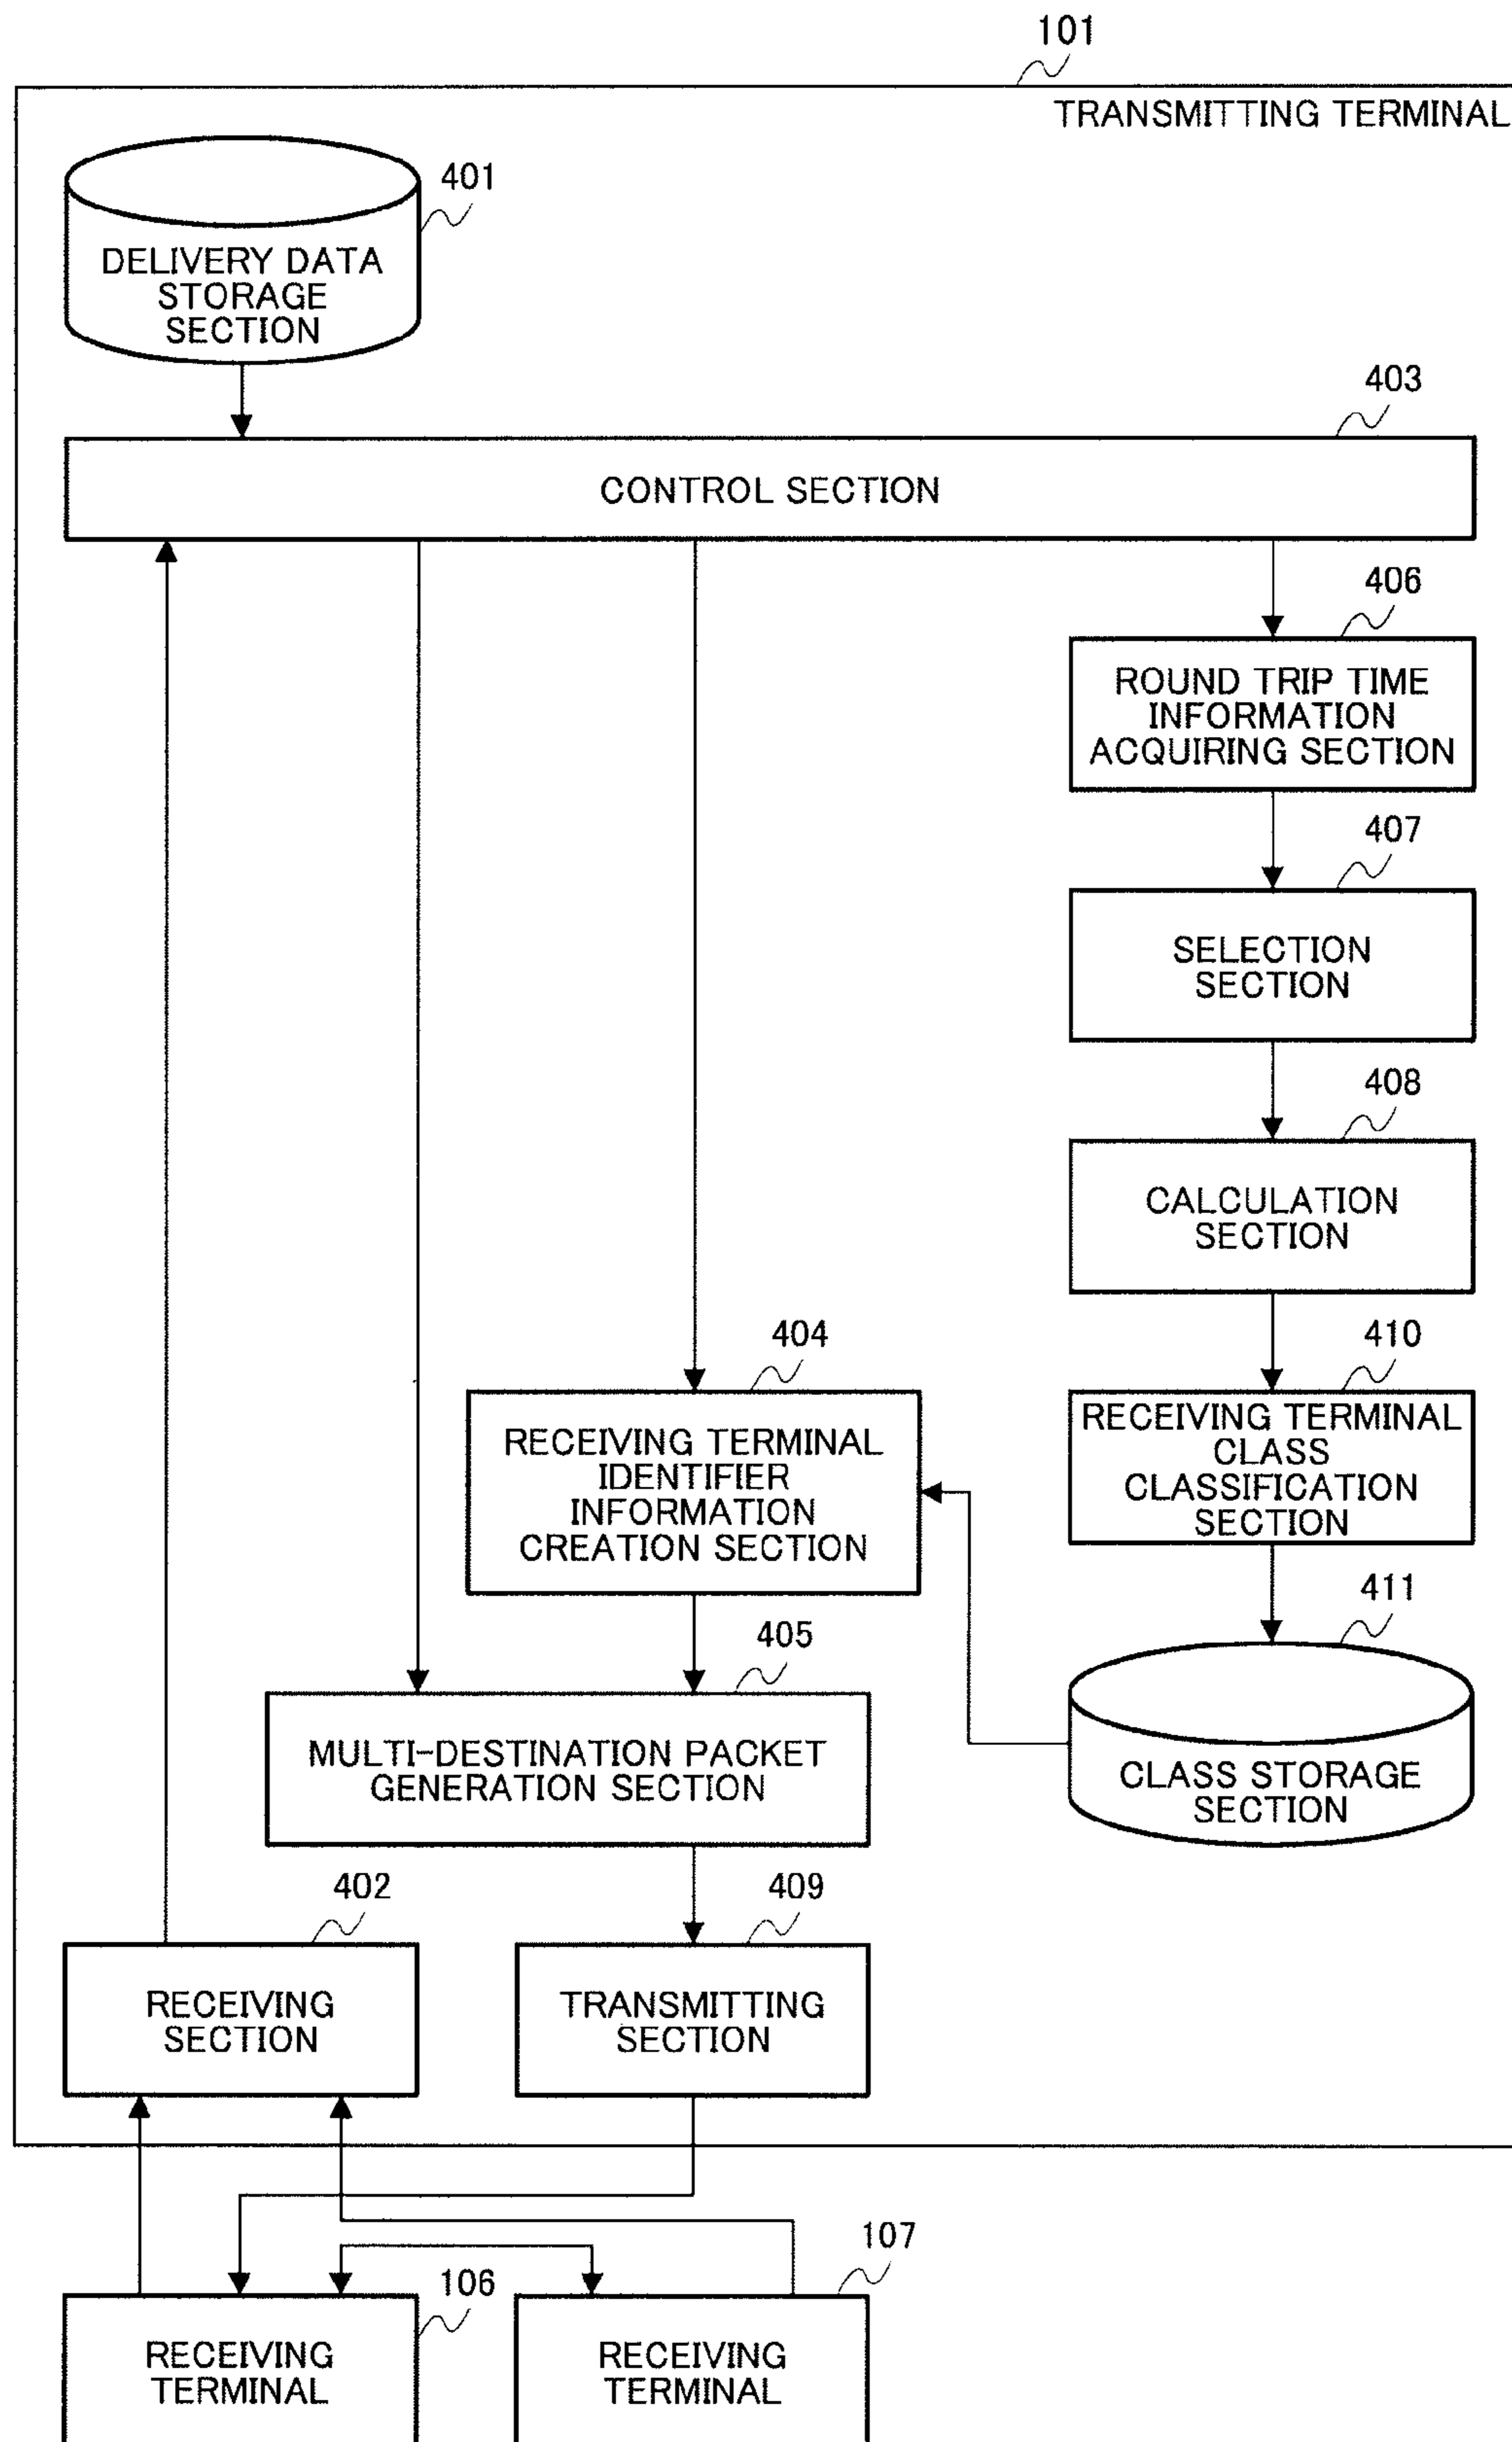 101
TRANSMITTING TERMINAL
401
DELIVERY DATA
STORAGE
SECTION
403
CONTROL SECTION
406
ROUND TRIP TIME
INFORMATION
ACQUIRING SECTION
407
SELECTION
SECTION
408
CALCULATION
SECTION
404
RECEIVING TERMINAL
IDENTIFIER
INFORMATION
CREATION SECTION
410
RECEIVING TERMINAL
CLASS
CLASSIFICATION
SECTION
411
CLASS STORAGE
SECTION
405
MULTI-DESTINATION PACKET
GENERATION SECTION
402
RECEIVING
SECTION
409
TRANSMITTING
SECTION
106
RECEIVING
TERMINAL
107
RECEIVING
TERMINAL